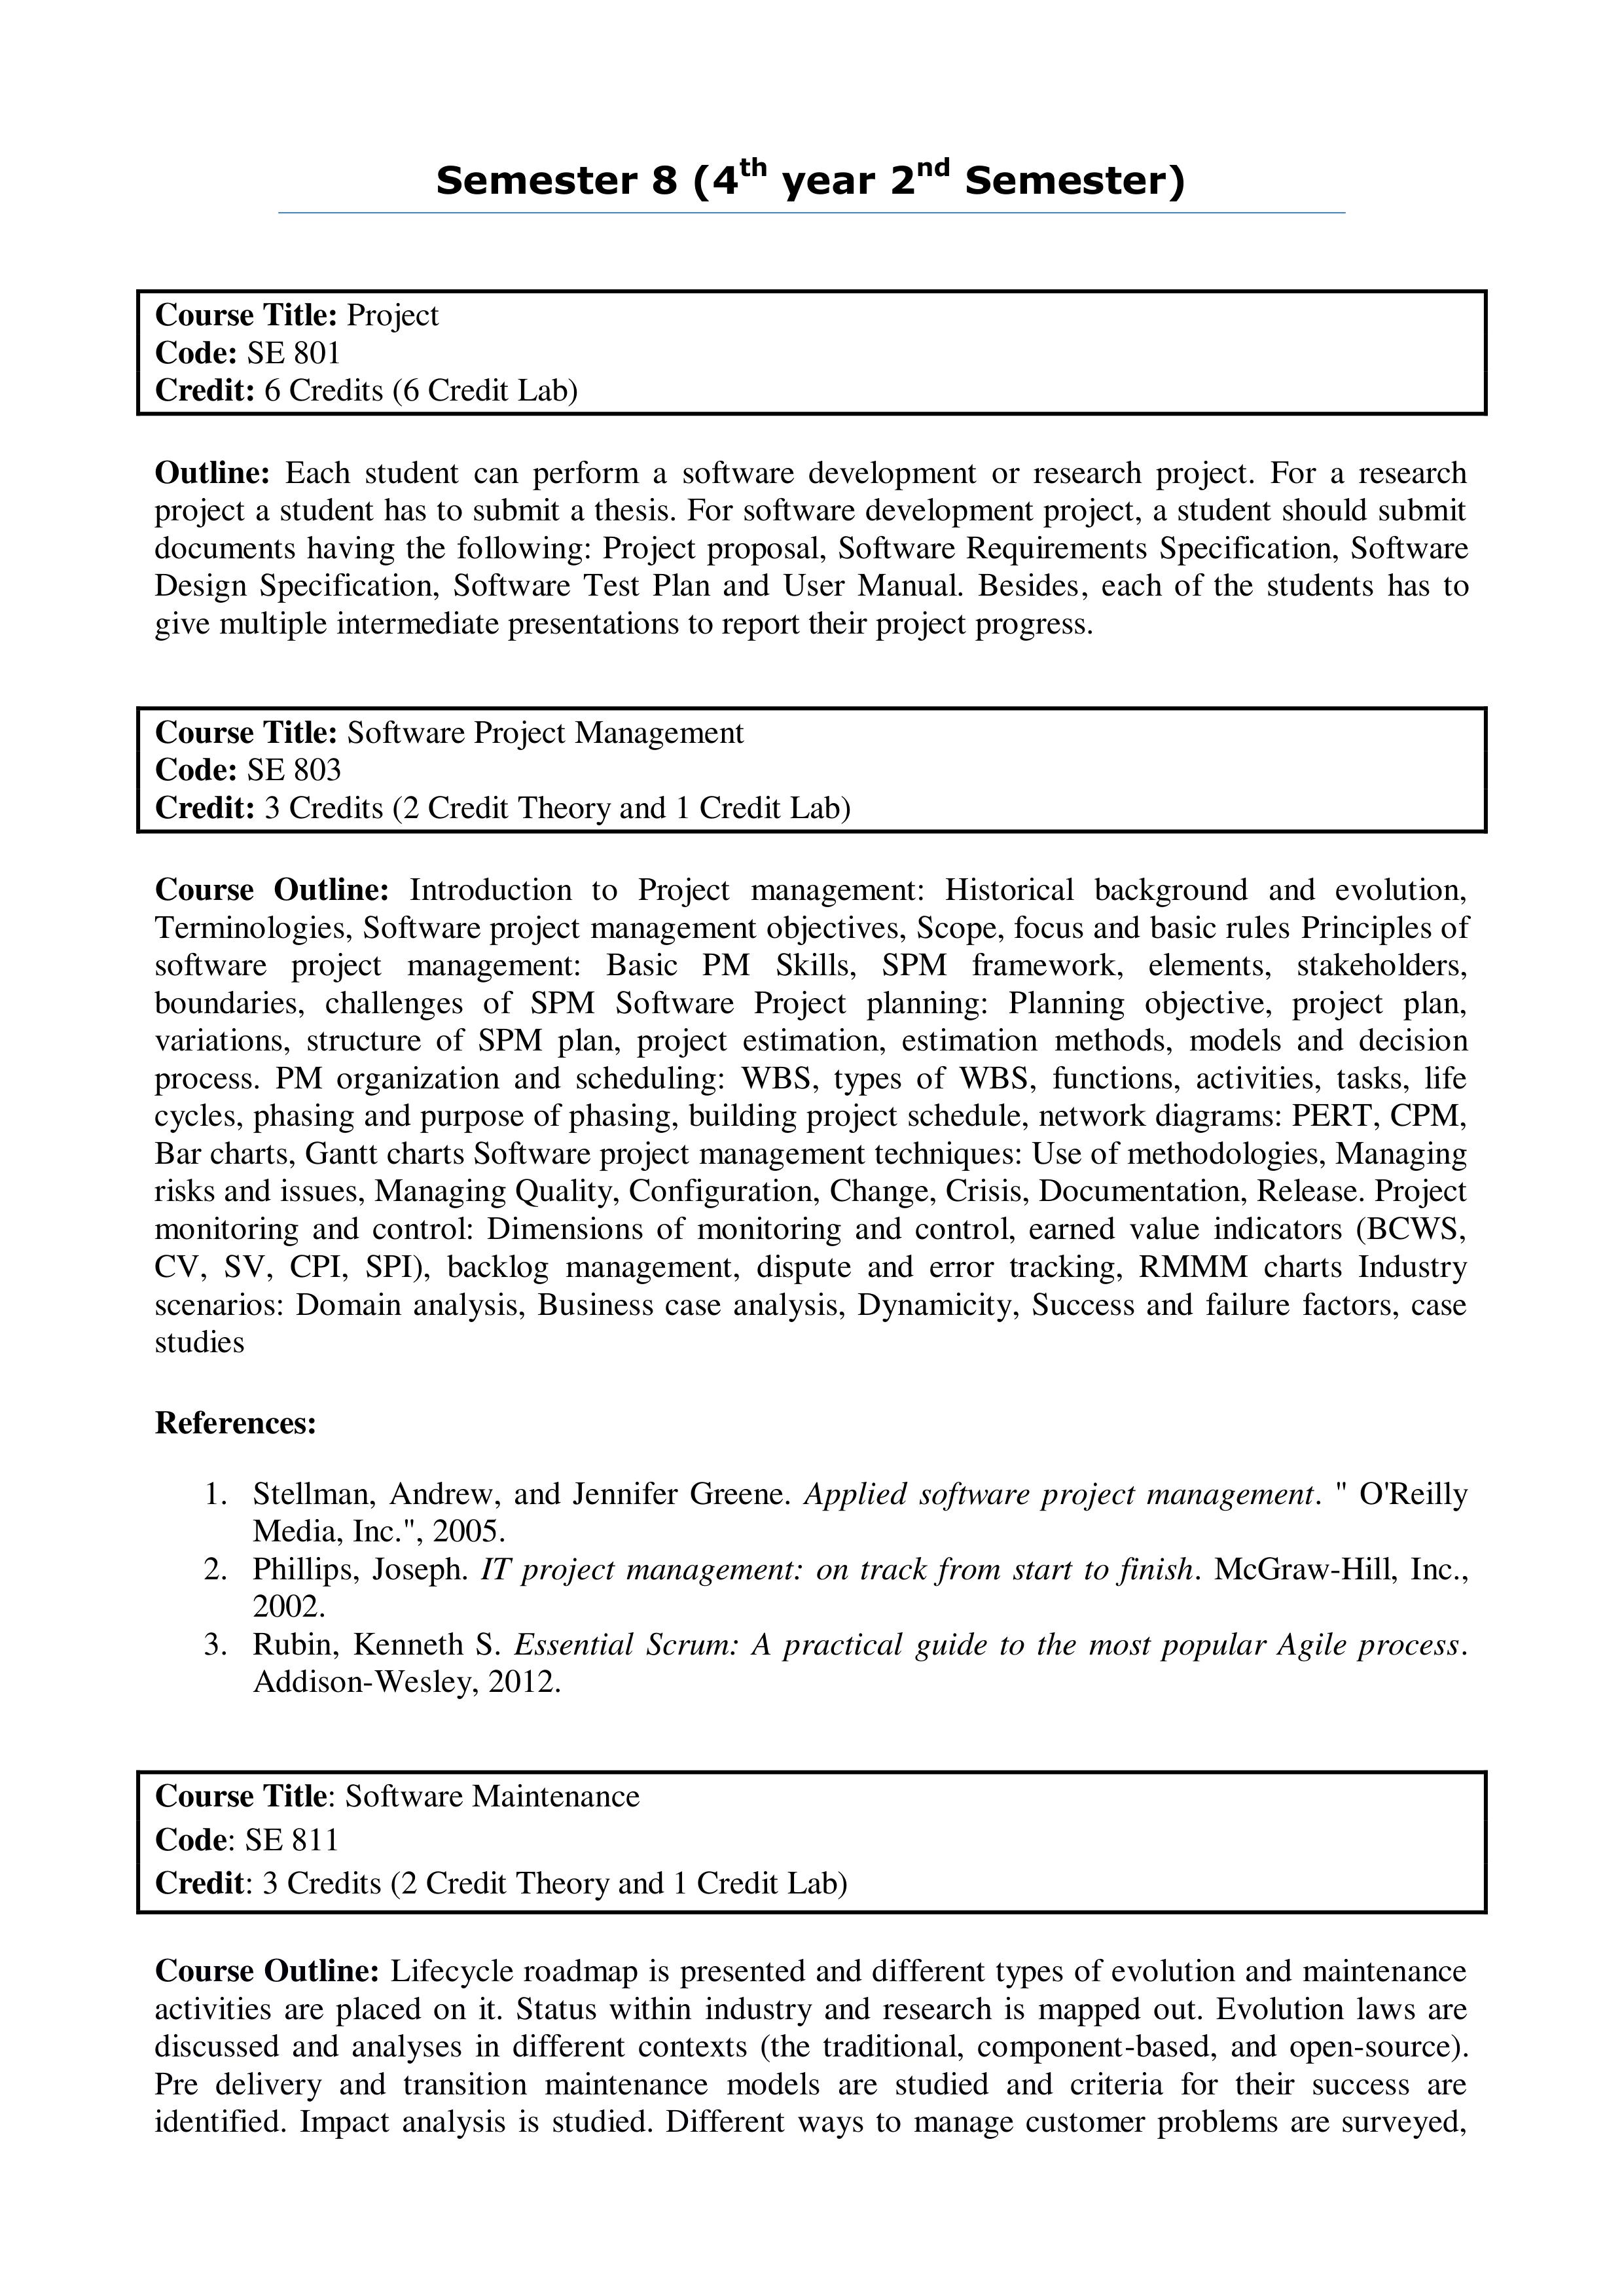 Semester 8 (4th year 2nd Semester)
Course Title: Project
Code: SE 801
Credit: 6 Credits (6 Credit Lab)
Outline: Each student can perform a software development or research project. For a research
project a student has to submit a thesis. For software development project, a student should submit
documents having the following: Project proposal, Software Requirements Specification, Software
Design Specification, Software Test Plan and User Manual. Besides, each of the students has to
give multiple intermediate presentations to report their project progress.
Course Title: Software Project Management
Code: SE 803
Credit: 3 Credits (2 Credit Theory and 1 Credit Lab)
Course Outline: Introduction to Project management: Historical background and evolution,
Terminologies, Software project management objectives, Scope, focus and basic rules Principles of
software project management: Basic PM Skills, SPM framework, elements, stakeholders,
boundaries, challenges of SPM Software Project planning: Planning objective, project plan,
variations, structure of SPM plan, project estimation, estimation methods, models and decision
process. PM organization and scheduling: WBS, types of WBS, functions, activities, tasks, life
cycles, phasing and purpose of phasing, building project schedule, network diagrams: PERT, CPM,
Bar charts, Gantt charts Software project management techniques: Use of methodologies, Managing
risks and issues, Managing Quality, Configuration, Change, Crisis, Documentation, Release. Project
monitoring and control: Dimensions of monitoring and control, earned value indicators (BCWS,
CV, SV, CPI, SPI), backlog management, dispute and error tracking, RMMM charts Industry
scenarios: Domain analysis, Business case analysis, Dynamicity, Success and failure factors, case
studies
References:
1. Stellman, Andrew, and Jennifer Greene. Applied software project management. " O'Reilly
Media, Inc.", 2005.
2. Phillips, Joseph. IT project management: on track from start to finish. McGraw-Hill, Inc.,
2002.
3. Rubin, Kenneth S. Essential Scrum: A practical guide to the most popular Agile process.
Addison-Wesley, 2012.
Course Title: Software Maintenance
Code: SE 811
Credit: 3 Credits (2 Credit Theory and 1 Credit Lab)
Course Outline: Lifecycle roadmap is presented and different types of evolution and maintenance
activities are placed on it. Status within industry and research is mapped out. Evolution laws are
discussed and analyses in different contexts (the traditional, component-based, and open-source).
Pre delivery and transition maintenance models are studied and criteria for their success are
identified. Impact analysis is studied. Different ways to manage customer problems are surveyed,